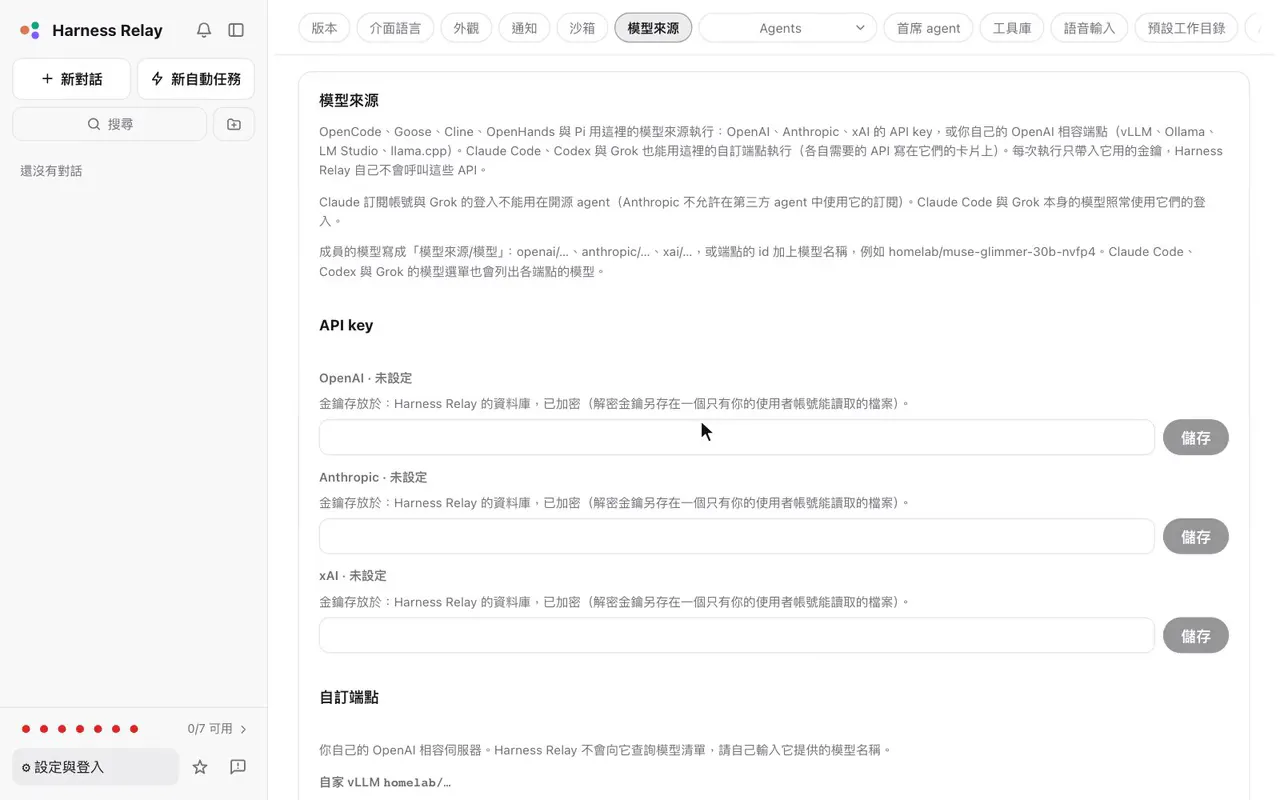 Harness Relay
+ 新對話
新自動任務
搜尋
還沒有對話
0/7 可用
設定與登入
版本
介面語言
外觀
通知
沙箱
模型來源
Agents
首席 agent
工具庫
語音輸入
預設工作目錄
模型來源
OpenCode、Goose、Cline、OpenHands 與 Pi 用這裡的模型來源執行：OpenAI、Anthropic、xAI 的 API key，或你自己的 OpenAI 相容端點（vLLM、Ollama、
LM Studio、llama.cpp）。Claude Code、Codex 與 Grok 也能用這裡的自訂端點執行（各自需要的 API 寫在它們的卡片上）。每次執行只帶入它用的金鑰，Harness
Relay 自己不會呼叫這些 API。
Claude 訂閱帳號與 Grok 的登入不能用在開源 agent（Anthropic 不允許在第三方 agent 中使用它的訂閱）。Claude Code 與 Grok 本身的模型照常使用它們的登
入。
成員的模型寫成「模型來源/模型」：openai/…、anthropic/…、xai/…，或端點的 id 加上模型名稱，例如 homelab/muse-glimmer-30b-nvfp4。Claude Code、
Codex 與 Grok 的模型選單也會列出各端點的模型。
API key
OpenAI · 未設定
金鑰存放於：Harness Relay 的資料庫，已加密（解密金鑰另存在一個只有你的使用者帳號能讀取的檔案）。
儲存
Anthropic · 未設定
金鑰存放於：Harness Relay 的資料庫，已加密（解密金鑰另存在一個只有你的使用者帳號能讀取的檔案）。
儲存
xAI · 未設定
金鑰存放於：Harness Relay 的資料庫，已加密（解密金鑰另存在一個只有你的使用者帳號能讀取的檔案）。
儲存
自訂端點
你自己的 OpenAI 相容伺服器。Harness Relay 不會向它查詢模型清單，請自己輸入它提供的模型名稱。
自家 vLLM homelab/…